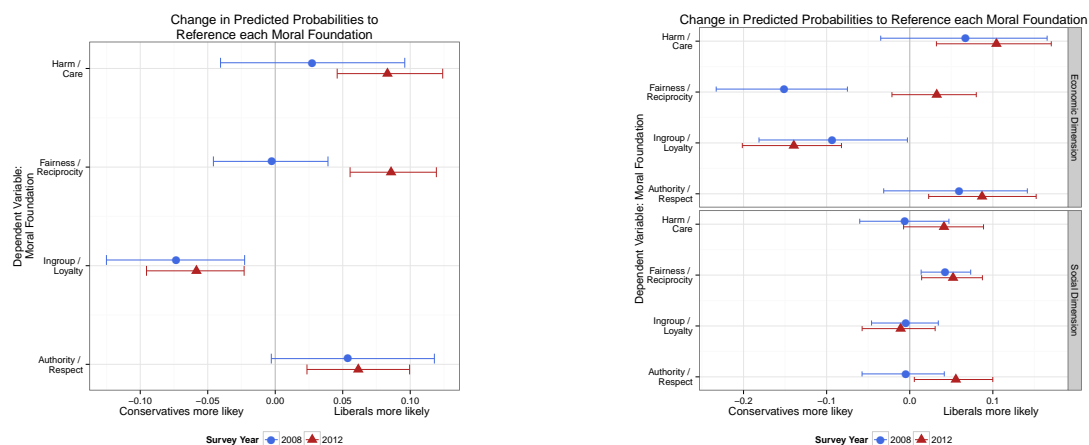 Change in Predicted Probabilities to
Reference each Moral Foundation
Dependent Variable:
Moral Foundation
Harm /
Care
Fairness /
Reciprocity
Ingroup /
Loyalty
Authority /
Respect
−0.10
−0.05
0.00
0.05
0.10
Conservatives more likey
Liberals more likely
Survey Year
2008
2012
Change in Predicted Probabilities to Reference each Moral Foundation
Dependent Variable: Moral Foundation
Harm /
Care
Fairness /
Reciprocity
Ingroup /
Loyalty
Authority /
Respect
Economic Dimension
Harm /
Care
Fairness /
Reciprocity
Ingroup /
Loyalty
Authority /
Respect
Social Dimension
−0.2
−0.1
0.0
0.1
Conservatives more likey
Liberals more likely
Survey Year
2008
2012